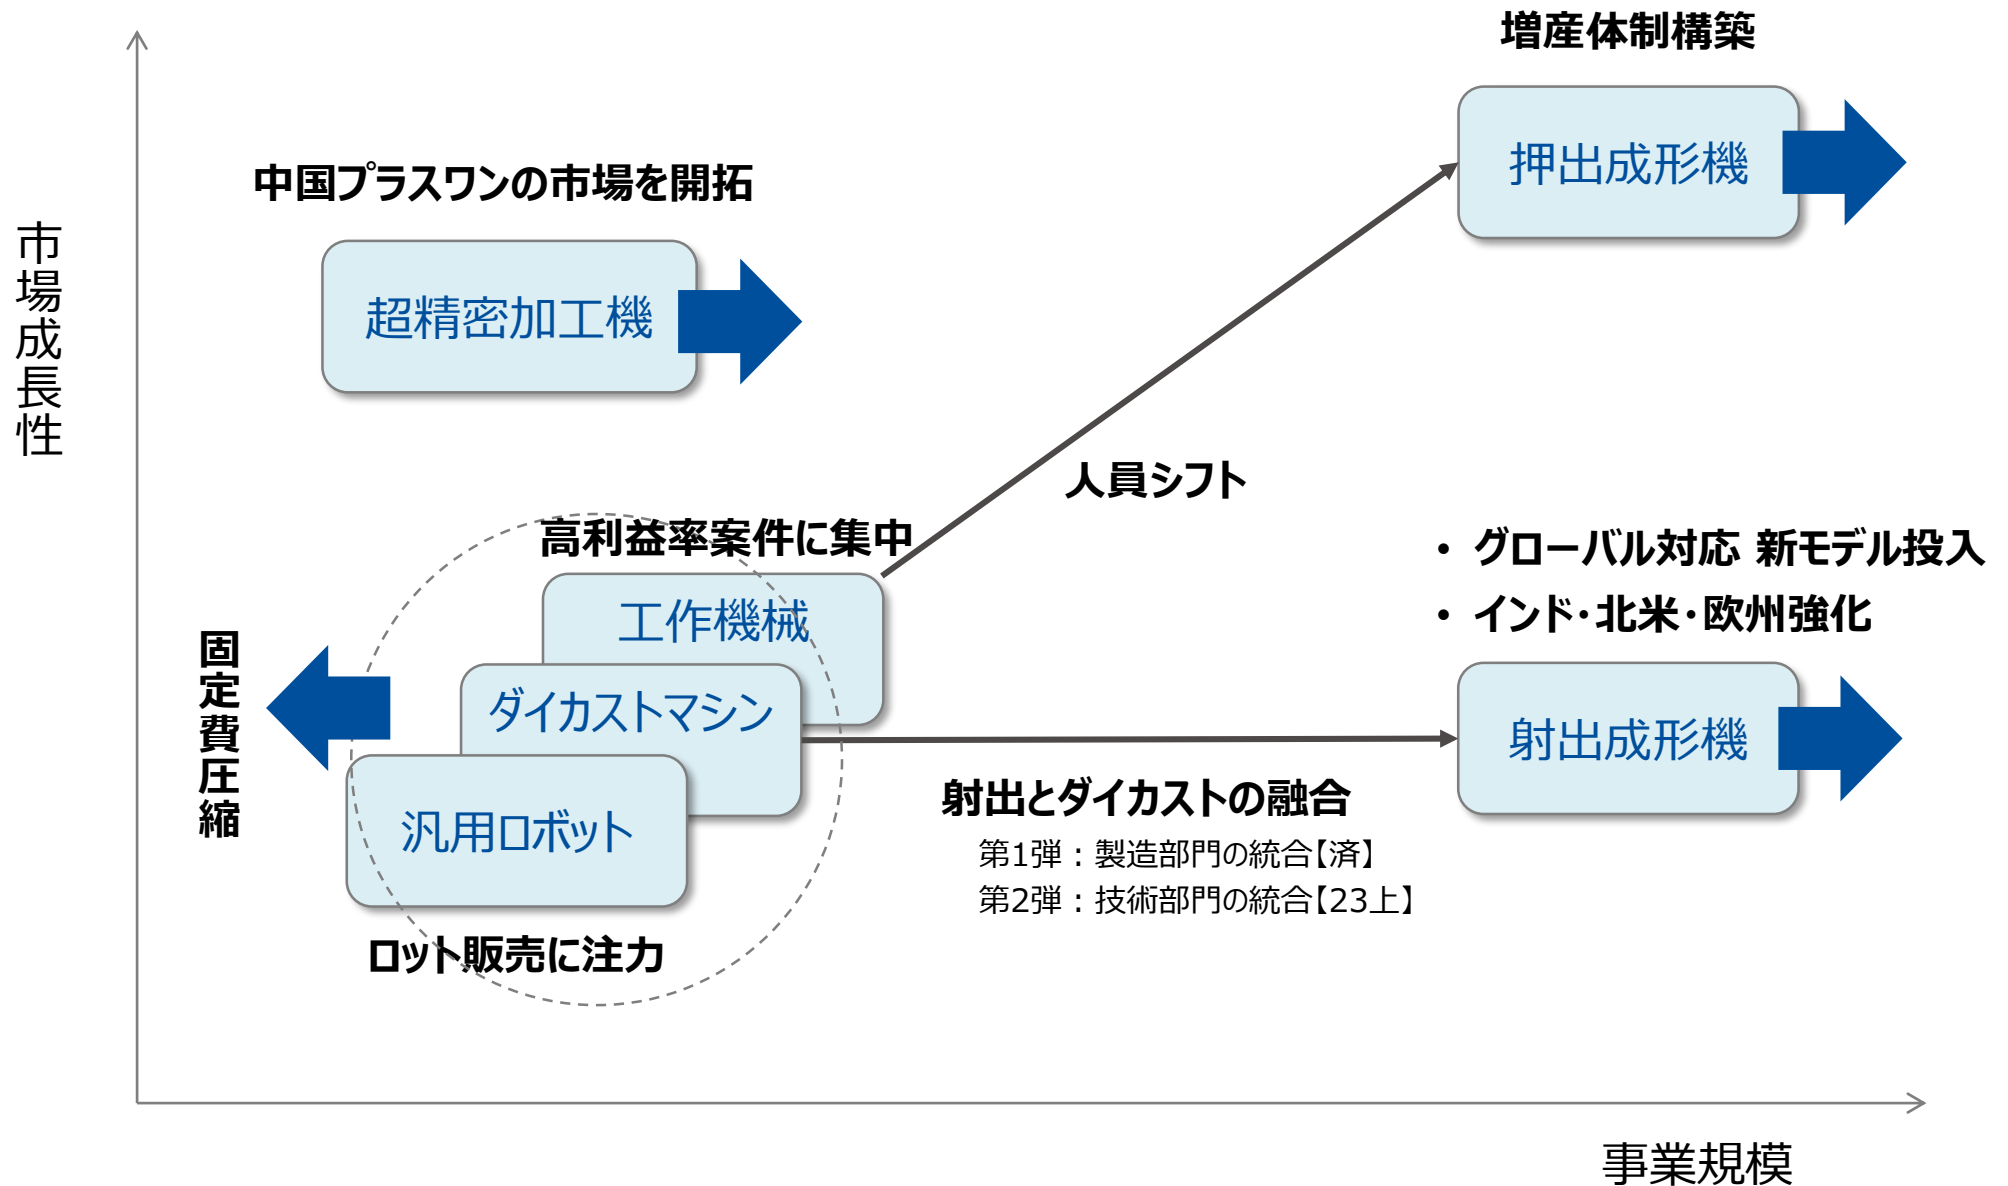 増産体制構築
押出成形機
中国プラスワンの市場を開拓
超精密加工機
市場成長性
人員シフト
高利益率案件に集中
工作機械
ダイカストマシン
汎用ロボット
ロット販売に注力
固定費圧縮
• グローバル対応 新モデル投入
• インド・北米・欧州強化
射出成形機
射出とダイカストの融合
第1弾：製造部門の統合【済】
第2弾：技術部門の統合【23上】
事業規模